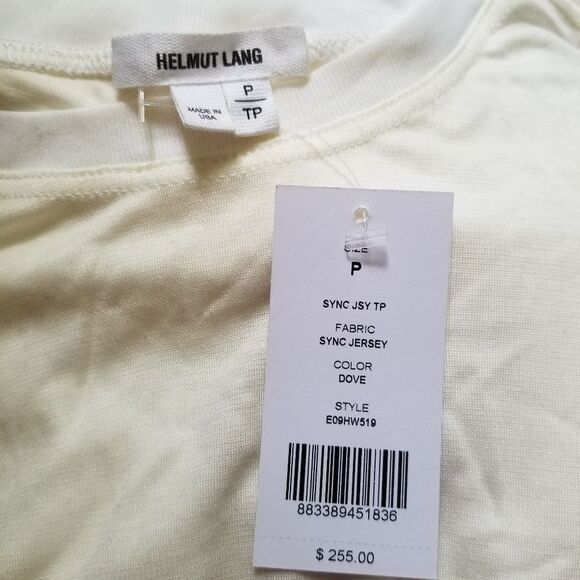 HELMUT LANG
P
TP
MADE IN
USA
SIZE
P
SYNC JSY TP
FABRIC
SYNC JERSEY
COLOR
DOVE
STYLE
E09HW519
883389451836
$ 255.00